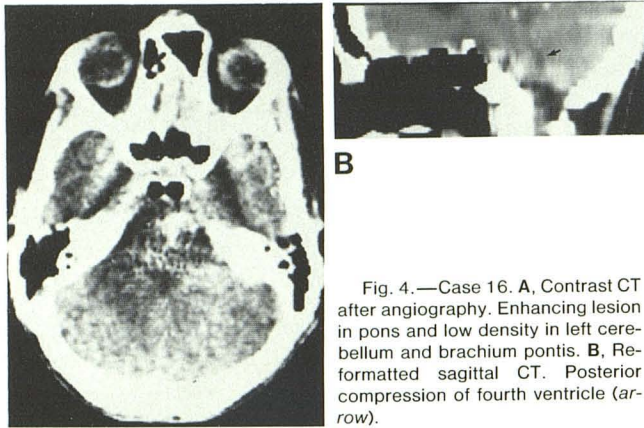 B
Fig. 4.—Case 16. A, Contrast CT
after angiography. Enhancing lesion
in pons and low density in left cere-
bellum and brachium pontis. B, Re-
formatted sagittal CT. Posterior
compression of fourth ventricle (ar-
row).